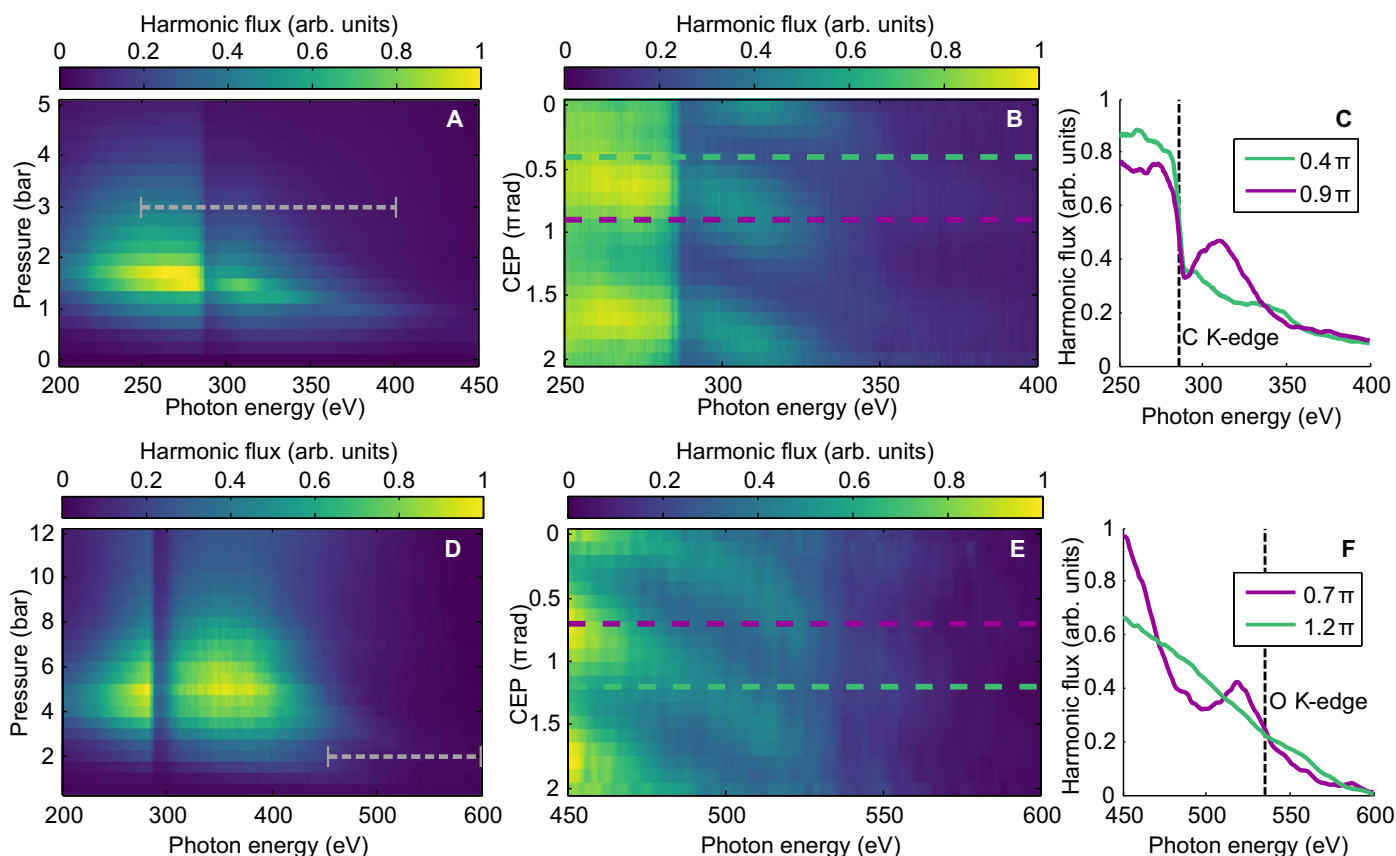 Harmonic flux (arb. units)
0 0.2 0.4 0.6 0.8 1
A
Pressure (bar)
5
4
3
2
1
0
200 250 300 350 400 450
Photon energy (eV)
Harmonic flux (arb. units)
0 0.2 0.4 0.6 0.8 1
B
CEP (π rad)
0
0.5
1
1.5
2
250 300 350 400
Photon energy (eV)
C
Harmonic flux (arb. units)
1
0.8
0.6
0.4
0.2
0
0.4 π
0.9 π
C K-edge
250 300 350 400
Photon energy (eV)
Harmonic flux (arb. units)
0 0.2 0.4 0.6 0.8 1
D
Pressure (bar)
12
10
8
6
4
2
200 300 400 500 600
Photon energy (eV)
Harmonic flux (arb. units)
0 0.2 0.4 0.6 0.8 1
E
CEP (π rad)
0
0.5
1
1.5
2
450 500 550 600
Photon energy (eV)
F
Harmonic flux (arb. units)
1
0.8
0.6
0.4
0.2
0
0.7 π
1.2 π
O K-edge
450 500 550 600
Photon energy (eV)